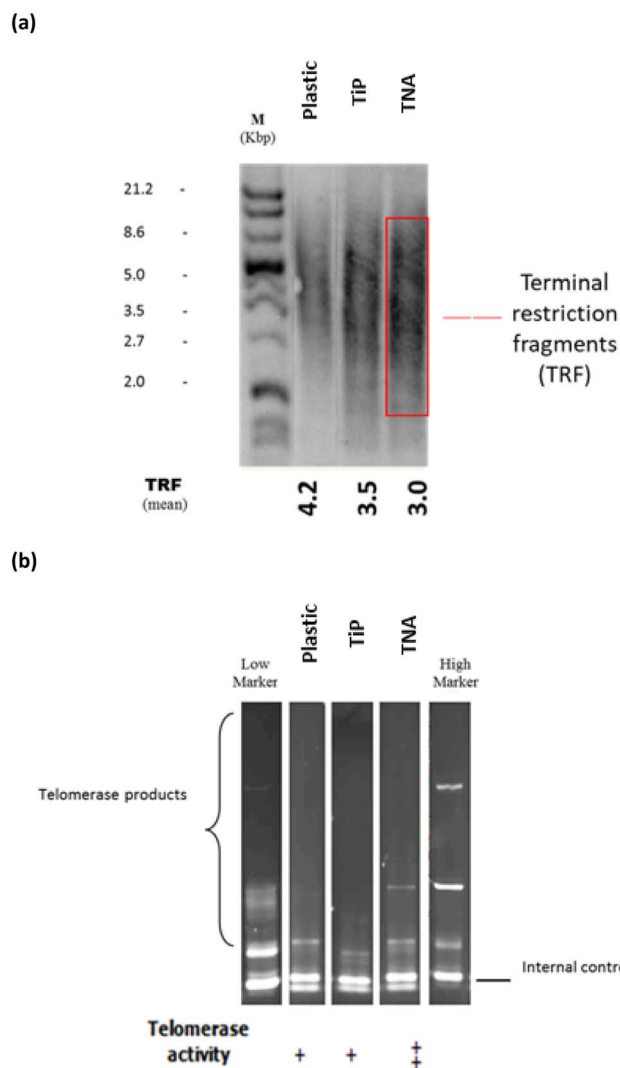 (a)
Plastic
TiP
TNA
M
(Kbp)
21.2 -
8.6 -
5.0 -
3.5 -
2.7 -
2.0 -
Terminal
restriction
fragments
(TRF)
TRF
(mean)
4.2
3.5
3.0
(b)
Plastic
TiP
TNA
Low
Marker
High
Marker
Telomerase products
Internal contr
Telomerase
activity
+
+
++